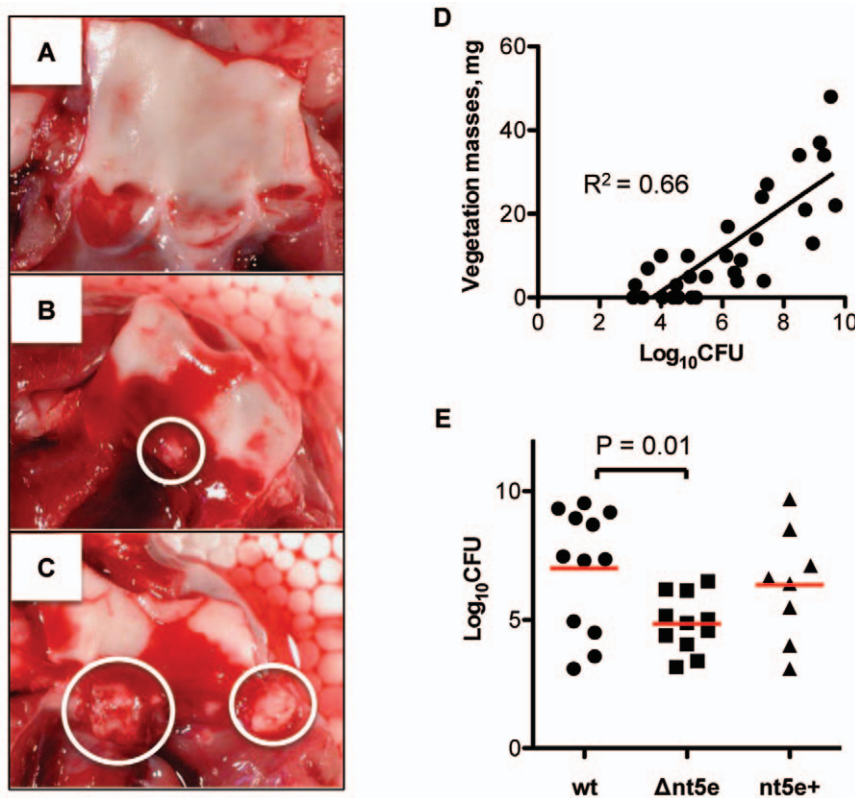 A
B
C
D
Vegetation masses, mg
60
40
20
0
R² = 0.66
0 2 4 6 8 10
Log₁₀CFU
E
P = 0.01
Log₁₀CFU
10
5
0
wt Δnt5e nt5e+